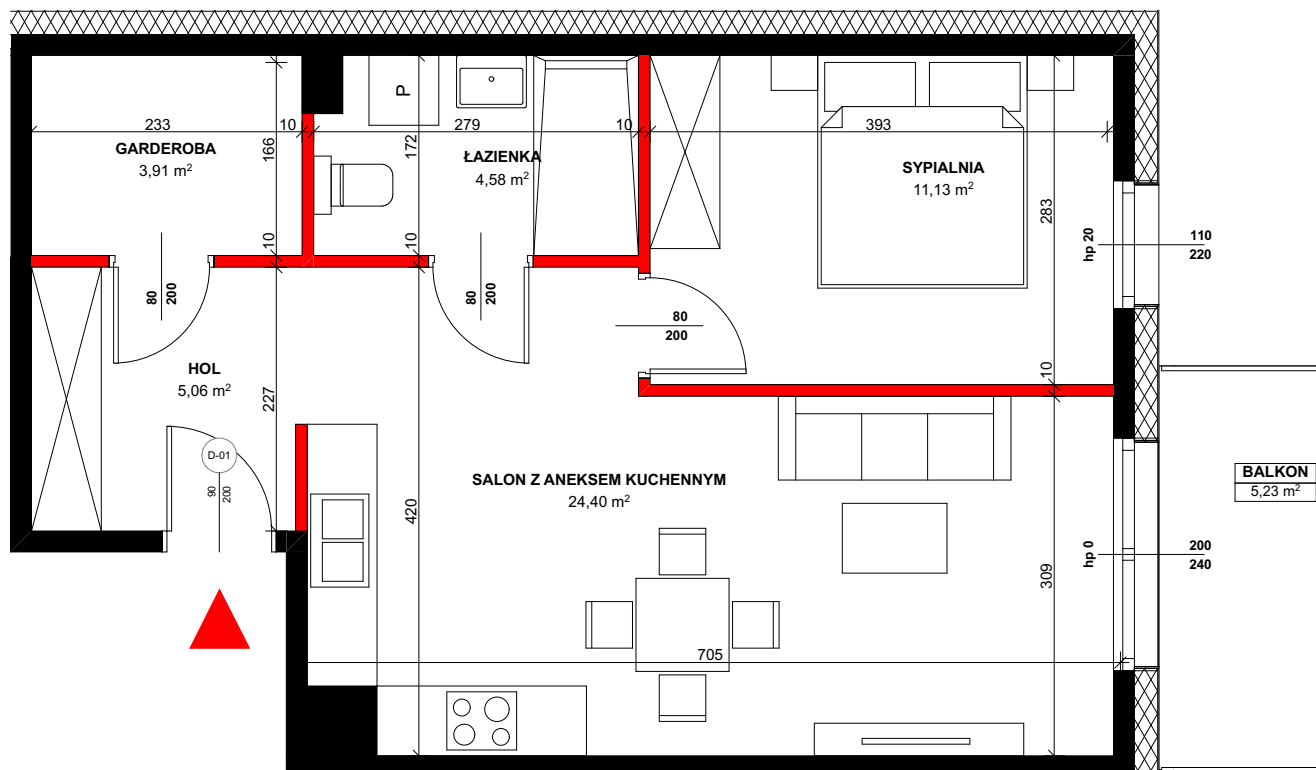 P
233
10
279
10
393
GARDEROBA
3,91 m²
166
172
ŁAZIENKA
4,58 m²
SYPIALNIA
11,13 m²
283
hp 20
110
220
10
10
80
200
80
200
80
200
HOL
5,06 m²
227
10
D-01
90
200
SALON Z ANEKSEM KUCHENNYM
24,40 m²
420
BALKON
5,23 m²
hp 0
200
240
309
705